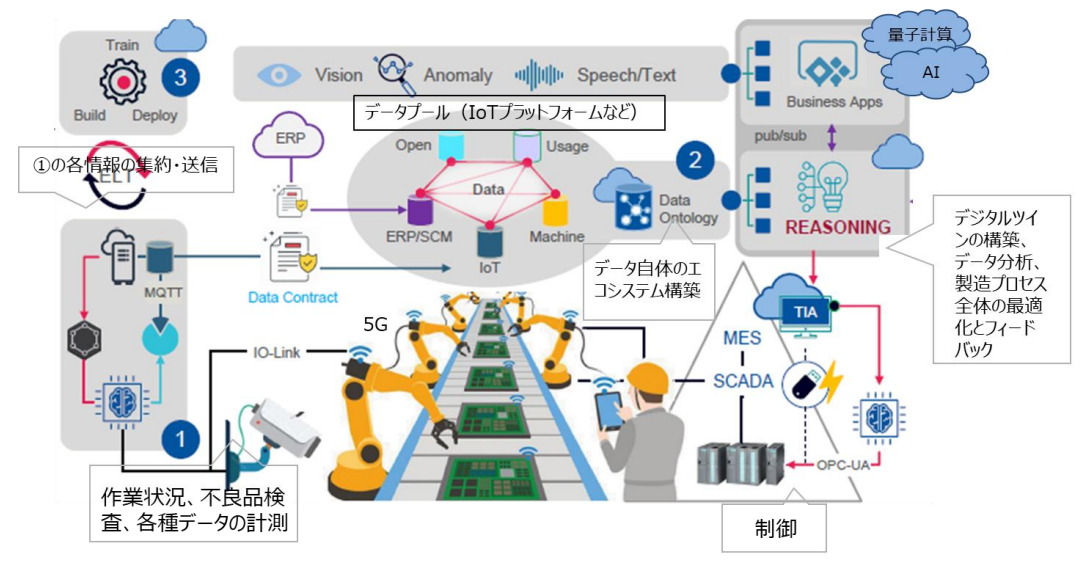 Train
3
Build
Deploy
Vision
Anomaly
Speech/Text
量子計算
AI
Business Apps
データプール（IoTプラットフォームなど）
ERP
Open
Usage
pub/sub
2
①の各情報の集約・送信
ELT
Data
Data
Ontology
REASONING
ERP/SCM
Machine
IoT
デジタルツイ
ンの構築、
データ分析、
製造プロセス
全体の最適
化とフィード
バック
MQTT
Data Contract
データ自体のエ
コシステム構築
TIA
5G
IO-Link
MES
SCADA
1
OPC-UA
作業状況、不良品検
査、各種データの計測
制御